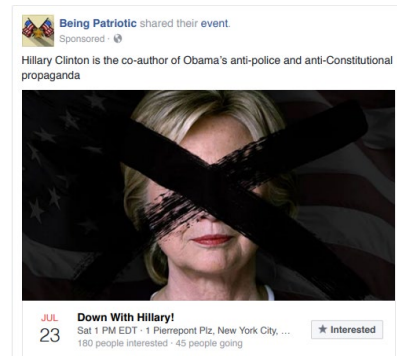 Being Patriotic shared their event.
Sponsored ·
Hillary Clinton is the co-author of Obama's anti-police and anti-Constitutional
propaganda
JUL
23
Down With Hillary!
Sat 1 PM EDT · 1 Pierrepont Plz, New York City, ...
180 people interested · 45 people going
★ Interested